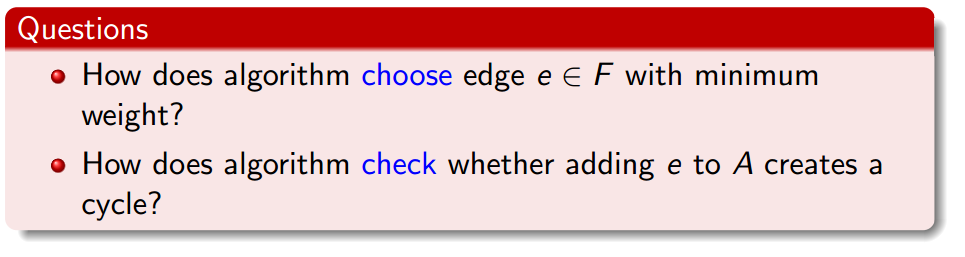 Questions
• How does algorithm choose edge e ∈ F with minimum
weight?
• How does algorithm check whether adding e to A creates a
cycle?